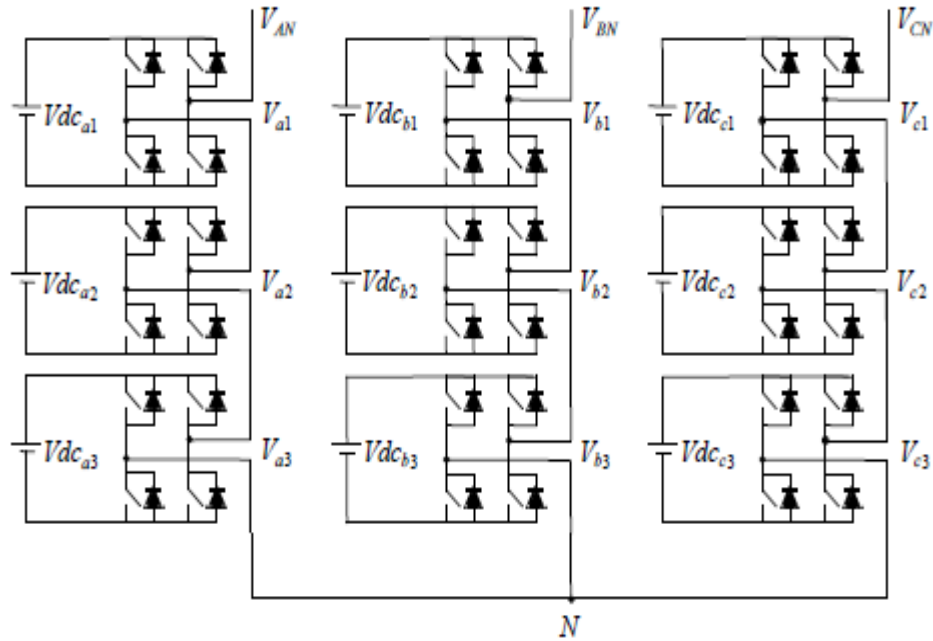 V_AN V_BN V_CN
Vdc_a1 V_a1 Vdc_b1 V_b1 Vdc_c1 V_c1
Vdc_a2 V_a2 Vdc_b2 V_b2 Vdc_c2 V_c2
Vdc_a3 V_a3 Vdc_b3 V_b3 Vdc_c3 V_c3
N